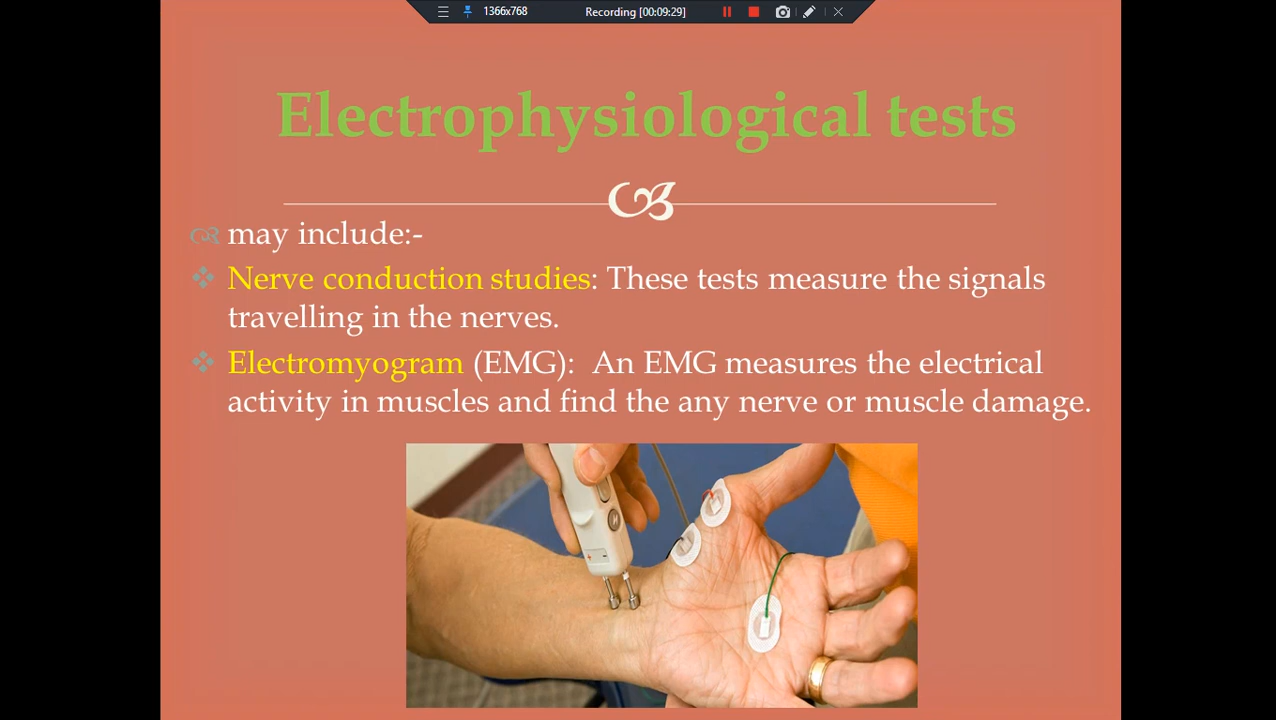 1366x768
Recording [00:09:29]
Electrophysiological tests
may include:-
Nerve conduction studies: These tests measure the signals
travelling in the nerves.
Electromyogram (EMG): An EMG measures the electrical
activity in muscles and find the any nerve or muscle damage.